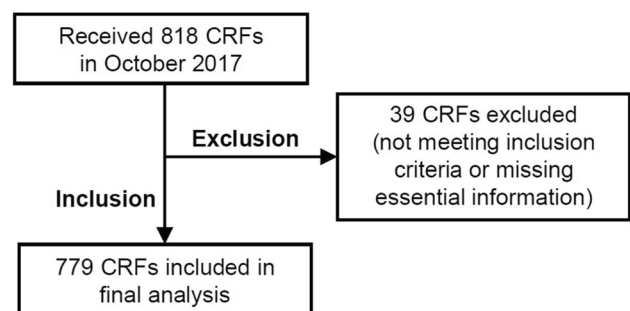 Received 818 CRFs
in October 2017
Exclusion
39 CRFs excluded
(not meeting inclusion
criteria or missing
essential information)
Inclusion
779 CRFs included in
final analysis